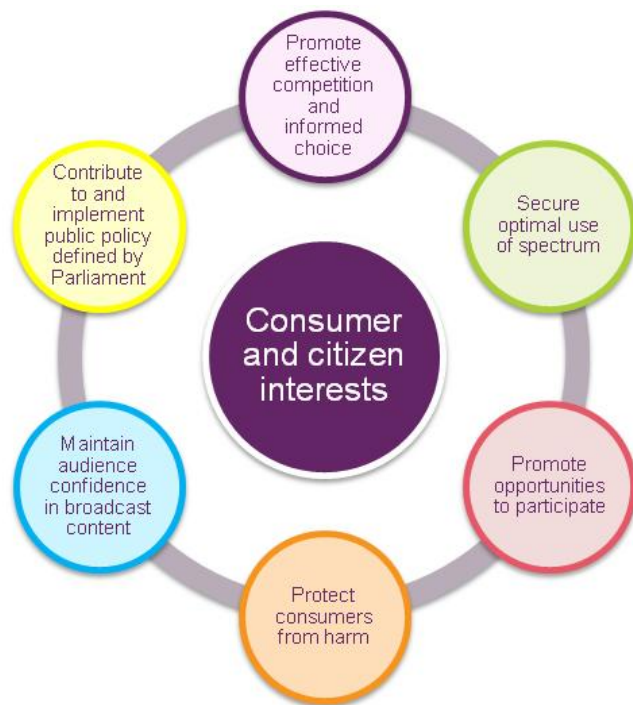 Promote
effective
competition
and
informed
choice
Secure
optimal use
of spectrum
Promote
opportunities
to participate
Protect
consumers
from harm
Maintain
audience
confidence
in broadcast
content
Contribute
to and
implement
public policy
defined by
Parliament
Consumer
and citizen
interests